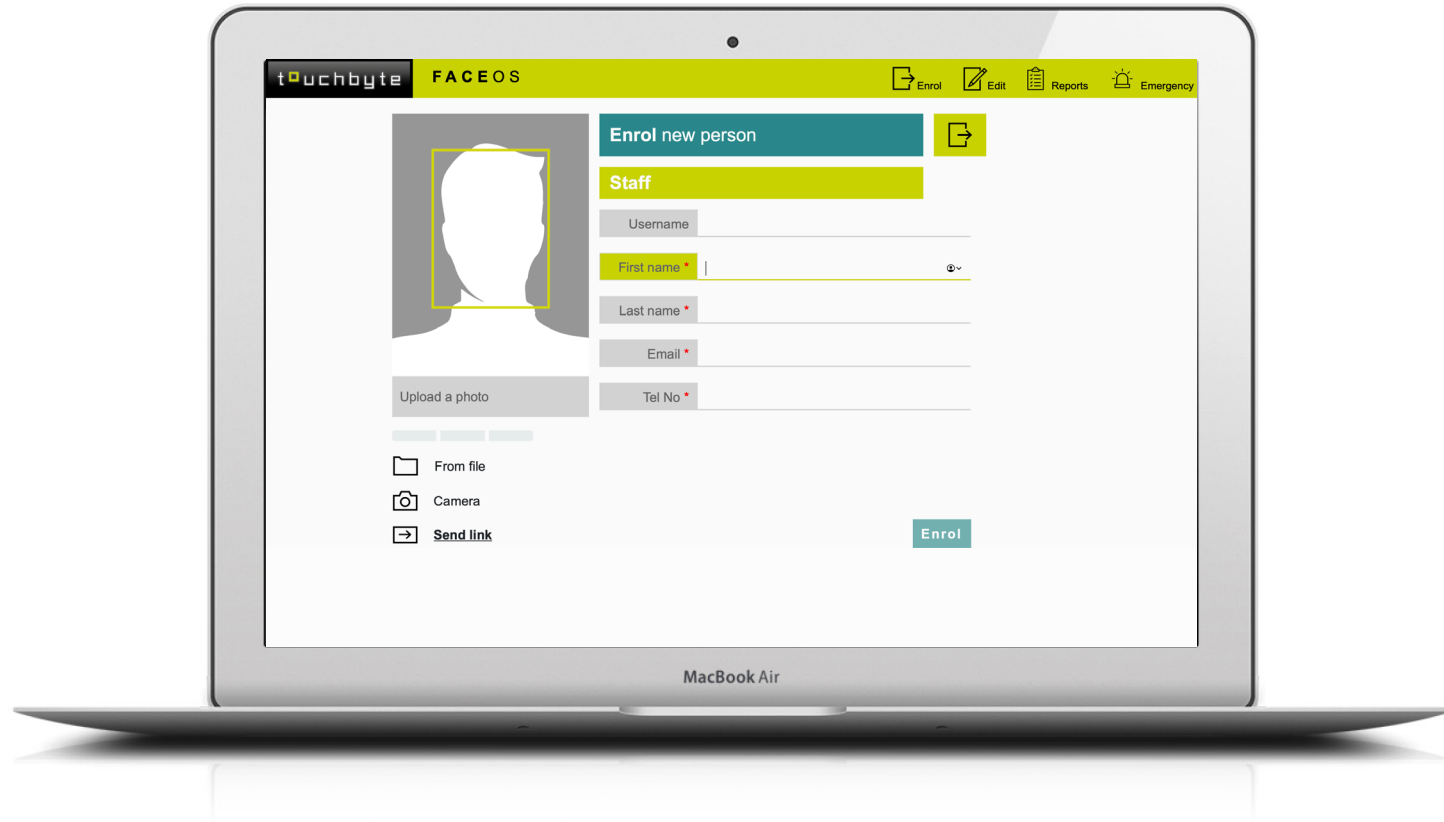 touchbyte FACEOS
Enrol Edit Reports Emergency
Enrol new person
Staff
Username
First name *
Last name *
Email *
Tel No *
Upload a photo
From file
Camera
Send link
Enrol
MacBook Air